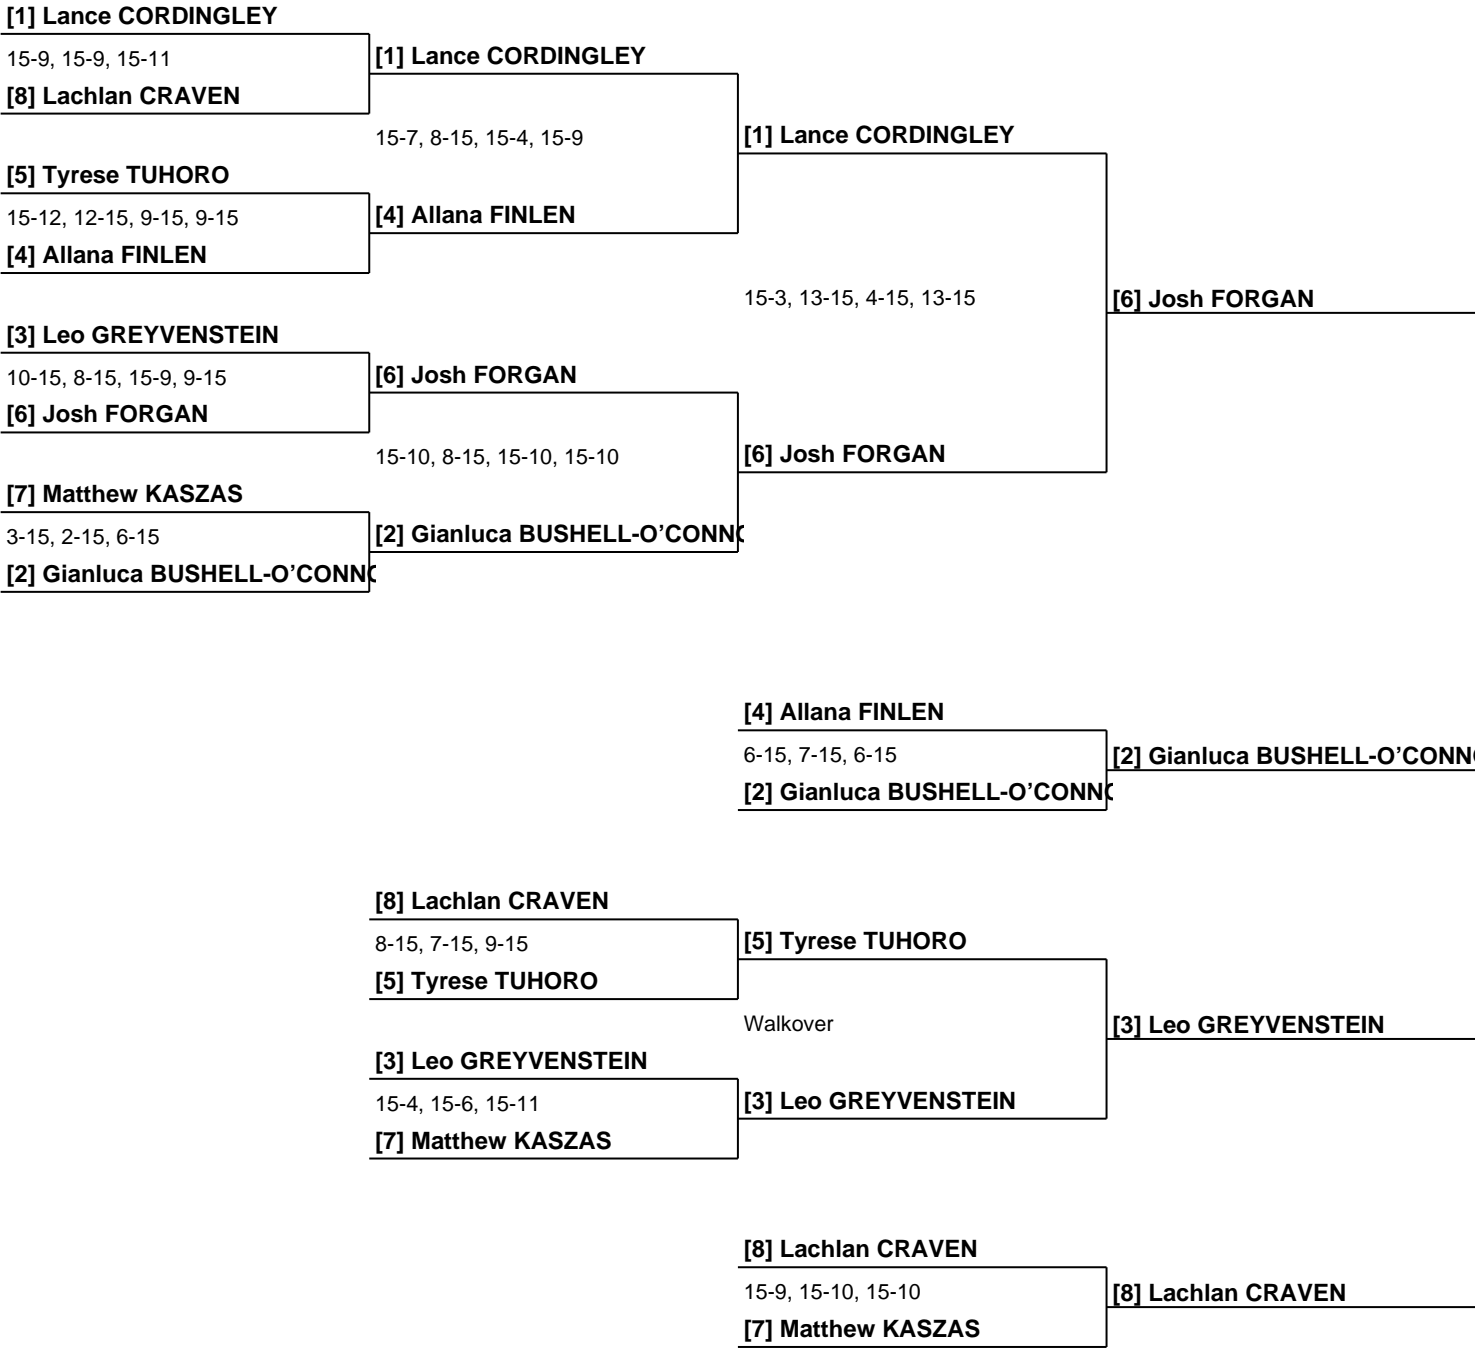 [1] Lance CORDINGLEY
15-9, 15-9, 15-11
[8] Lachlan CRAVEN
[5] Tyrese TUHORO
15-12, 12-15, 9-15, 9-15
[4] Allana FINLEN
[3] Leo GREYVENSTEIN
10-15, 8-15, 15-9, 9-15
[6] Josh FORGAN
[7] Matthew KASZAS
3-15, 2-15, 6-15
[2] Gianluca BUSHELL-O’CONNO
[1] Lance CORDINGLEY
15-7, 8-15, 15-4, 15-9
[4] Allana FINLEN
[6] Josh FORGAN
15-10, 8-15, 15-10, 15-10
[2] Gianluca BUSHELL-O’CONNO
[1] Lance CORDINGLEY
15-3, 13-15, 4-15, 13-15
[6] Josh FORGAN
[6] Josh FORGAN
[4] Allana FINLEN
6-15, 7-15, 6-15
[2] Gianluca BUSHELL-O’CONNO
[2] Gianluca BUSHELL-O’CONNO
[8] Lachlan CRAVEN
8-15, 7-15, 9-15
[5] Tyrese TUHORO
[3] Leo GREYVENSTEIN
15-4, 15-6, 15-11
[7] Matthew KASZAS
[5] Tyrese TUHORO
Walkover
[3] Leo GREYVENSTEIN
[3] Leo GREYVENSTEIN
[8] Lachlan CRAVEN
15-9, 15-10, 15-10
[7] Matthew KASZAS
[8] Lachlan CRAVEN